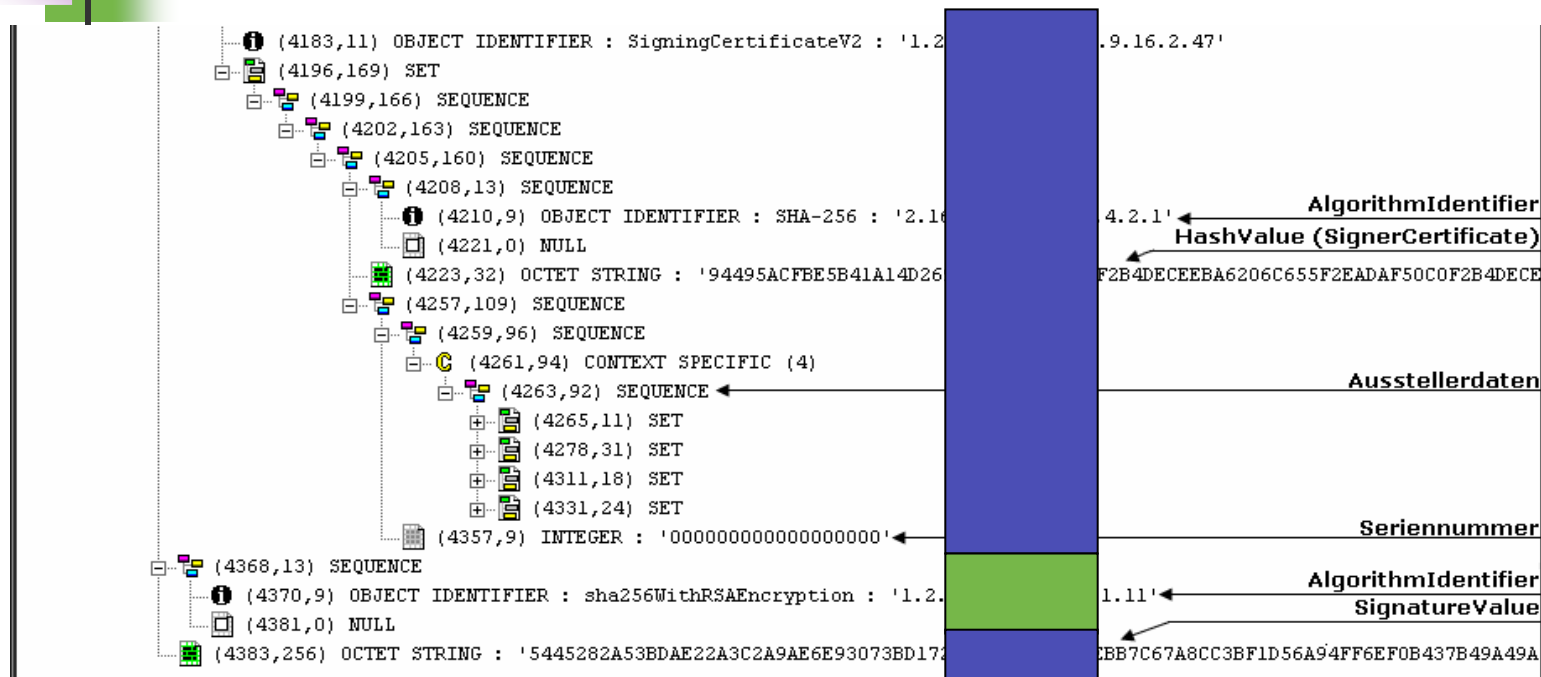 (4183,11) OBJECT IDENTIFIER : SigningCertificateV2 : '1.2 .9.16.2.47'
(4196,169) SET
(4199,166) SEQUENCE
(4202,163) SEQUENCE
(4205,160) SEQUENCE
(4208,13) SEQUENCE
(4210,9) OBJECT IDENTIFIER : SHA-256 : '2.16 4.2.1' AlgorithmIdentifier
(4221,0) NULL HashValue (SignerCertificate)
(4223,32) OCTET STRING : '94495ACFBE5B41A14D26 F2B4DECEEBA6206C655F2EADAF50C0F2B4DECE
(4257,109) SEQUENCE
(4259,96) SEQUENCE
(4261,94) CONTEXT SPECIFIC (4)
(4263,92) SEQUENCE Ausstellerdaten
(4265,11) SET
(4278,31) SET
(4311,18) SET
(4331,24) SET
(4357,9) INTEGER : '000000000000000000' Seriennummer
(4368,13) SEQUENCE
(4370,9) OBJECT IDENTIFIER : sha256WithRSAEncryption : '1.2. 1.11' AlgorithmIdentifier
(4381,0) NULL SignatureValue
(4383,256) OCTET STRING : '5445282A53BDAE22A3C2A9AE6E93073BD172 EBB7C67A8CC3BF1D56A94FF6EF0B437B49A49A